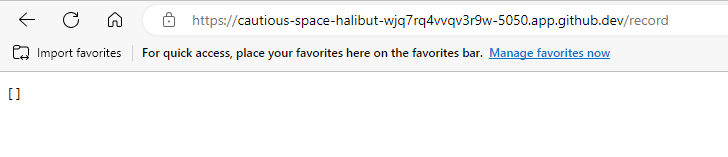 https://cautious-space-halibut-wjq7rq4vvqv3r9w-5050.app.github.dev/record
Import favorites For quick access, place your favorites here on the favorites bar. Manage favorites now
[]